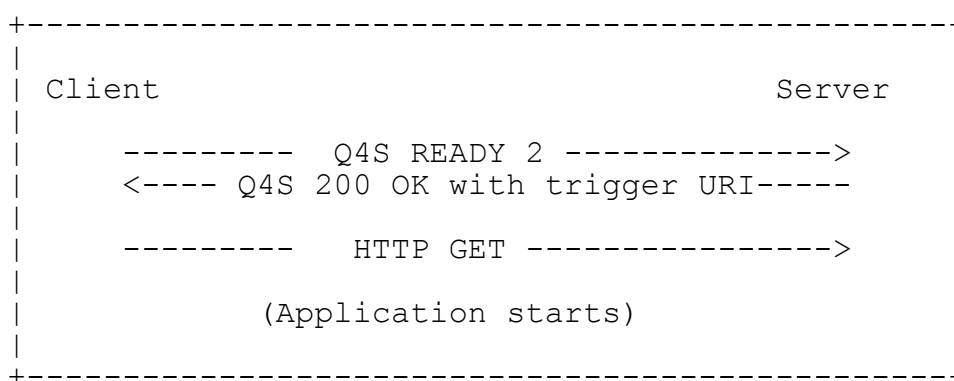 +------------------------------------------------
|
| Client                                Server
|
|     ---------  Q4S READY 2 -------------->
|     <---- Q4S 200 OK with trigger URI-----
|
|     ---------   HTTP GET ---------------->
|
|             (Application starts)
|
+------------------------------------------------